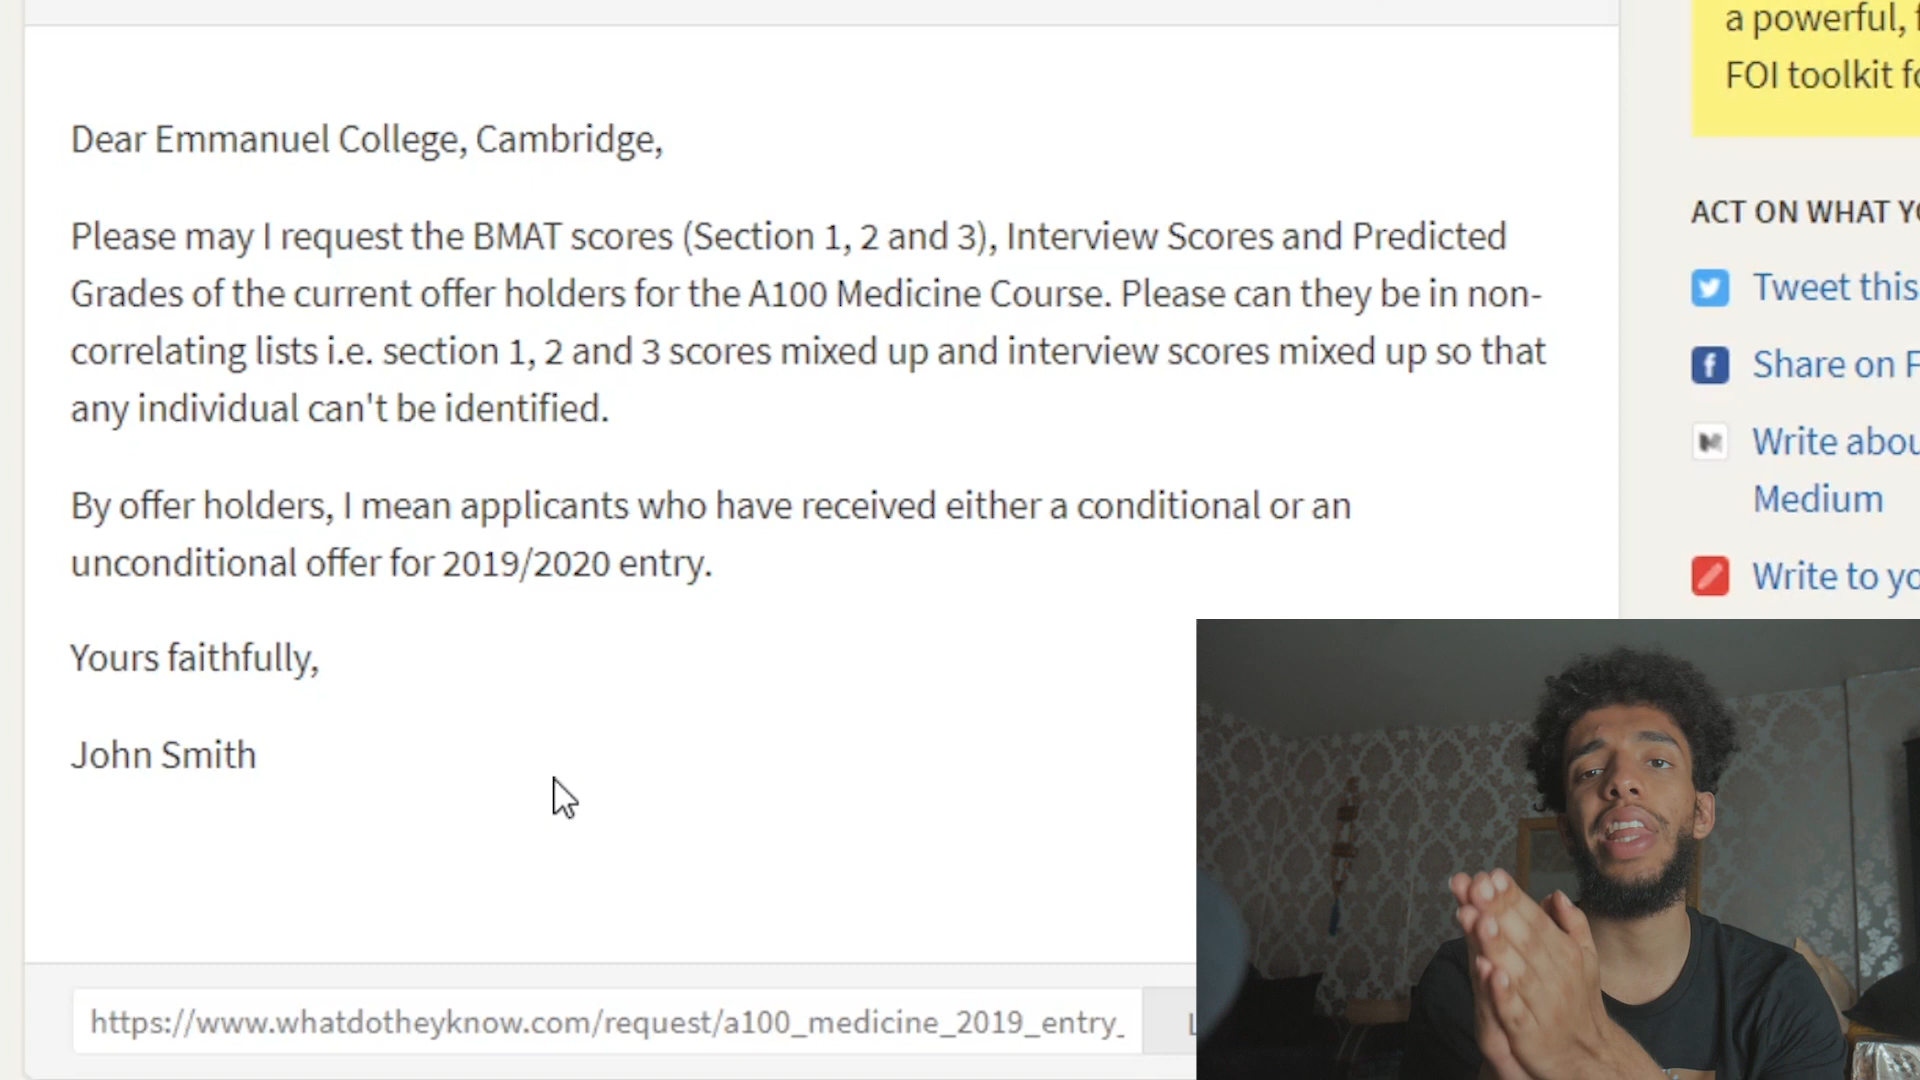 a powerful,
FOI toolkit
Dear Emmanuel College, Cambridge,
Please may I request the BMAT scores (Section 1, 2 and 3), Interview Scores and Predicted
Grades of the current offer holders for the A100 Medicine Course. Please can they be in non-
correlating lists i.e. section 1, 2 and 3 scores mixed up and interview scores mixed up so that
any individual can't be identified.
By offer holders, I mean applicants who have received either a conditional or an
unconditional offer for 2019/2020 entry.
Yours faithfully,
John Smith
https://www.whatdotheyknow.com/request/a100_medicine_2019_entry_
ACT ON WHAT
Tweet this
Share on
Write
Medium
Write to